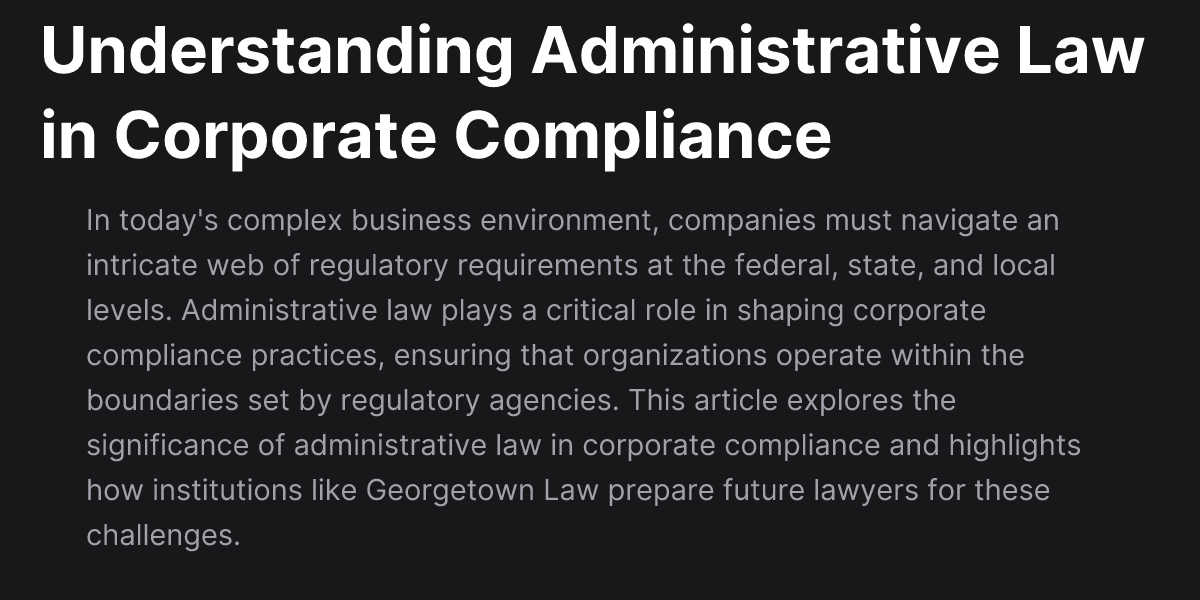 Understanding Administrative Law
in Corporate Compliance
In today's complex business environment, companies must navigate an
intricate web of regulatory requirements at the federal, state, and local
levels. Administrative law plays a critical role in shaping corporate
compliance practices, ensuring that organizations operate within the
boundaries set by regulatory agencies. This article explores the
significance of administrative law in corporate compliance and highlights
how institutions like Georgetown Law prepare future lawyers for these
challenges.